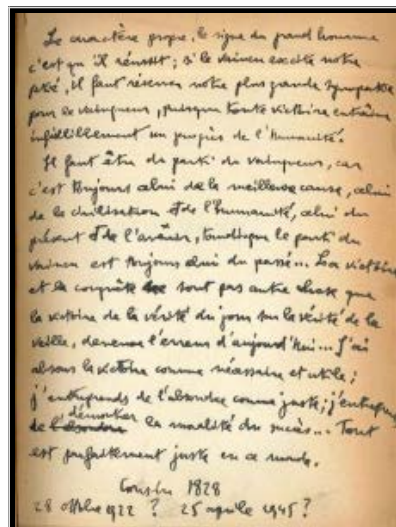 Le caractère propre, le signe du grand homme
c'est qu'il réussit ; si le vaincu excite notre
pitié, il faut réserver notre plus grande sympathie
pour le vainqueur, puisque toute victoire entraîne
infailliblement un progrès de l'humanité.
Il faut être du parti du vainqueur, car
c'est toujours celui de la meilleure cause, celui
de la civilisation et de l'humanité, celui du
présent et de l'avenir, tandis que le parti du
vaincu est toujours celui du passé... La victoire
et la conquête ne sont pas autre chose que
la victoire de la vérité du jour sur la vérité de la
veille, devenue l'erreur d'aujourd'hui... J'ai
absous la victoire comme nécessaire et utile ;
j'entreprends de l'absoudre comme juste ; j'entreprends
démontrer
de l'absoudre la moralité du succès... Tout
est parfaitement juste en ce monde.
Cousin 1828
28 ottobre 1922 ? 25 aprile 1945 ?